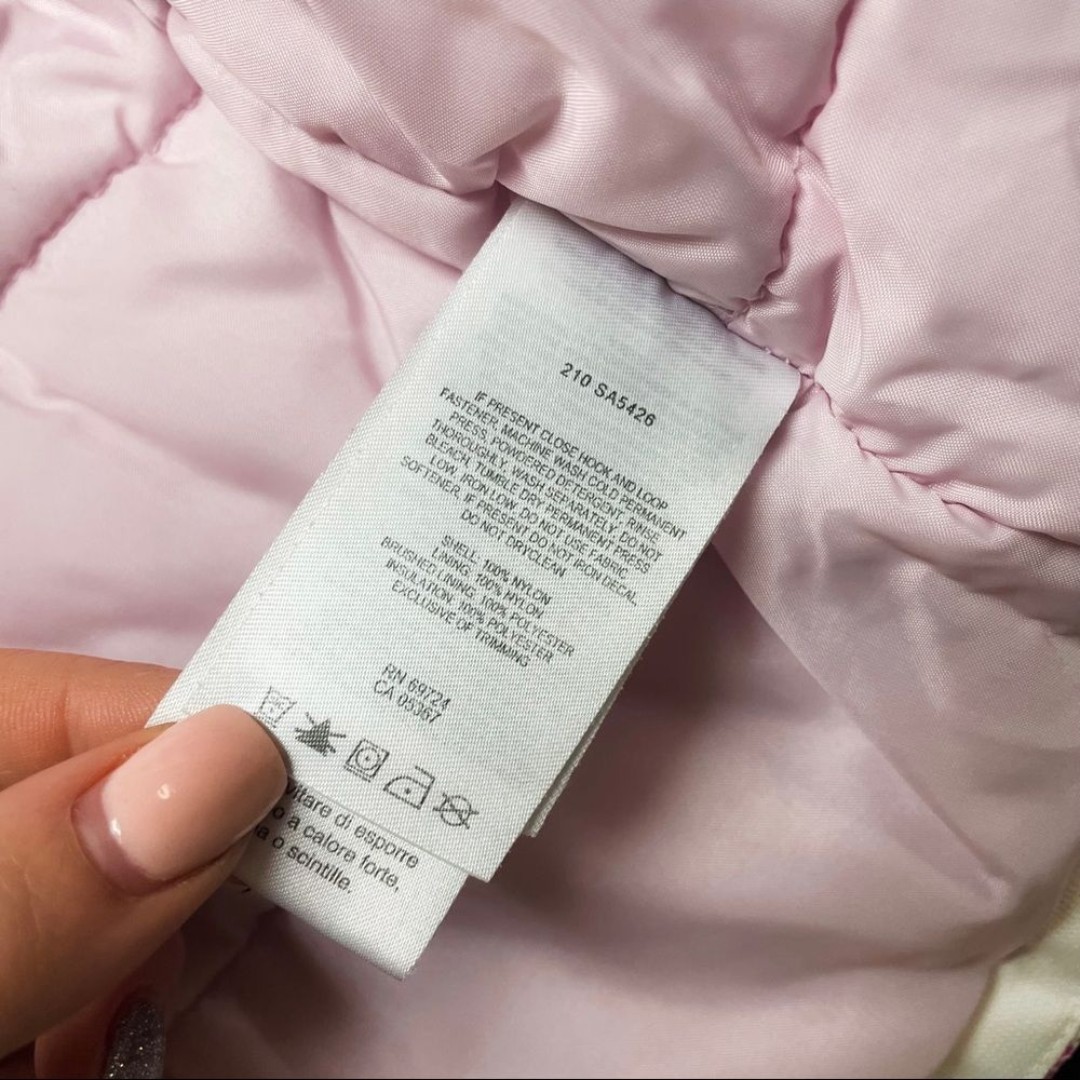 210 SA5426
IF PRESENT CLOSE HOOK AND LOOP
FASTENER, MACHINE WASH COLD PERMANENT
PRESS, POWDERED DETERGENT, RINSE
THOROUGHLY, WASH SEPARATELY, DO NOT
BLEACH, TUMBLE DRY PERMANENT PRESS
LOW, IRON LOW, DO NOT USE FABRIC
SOFTENER, IF PRESENT DO NOT IRON DECAL,
DO NOT DRYCLEAN
SHELL: 100% NYLON
LINING: 100% NYLON
BRUSHED LINING: 100% POLYESTER
INSULATION: 100% POLYESTER
EXCLUSIVE OF TRIMMING
RN 69724
CA 05367
di esporre
a calore forte,
o scintille.